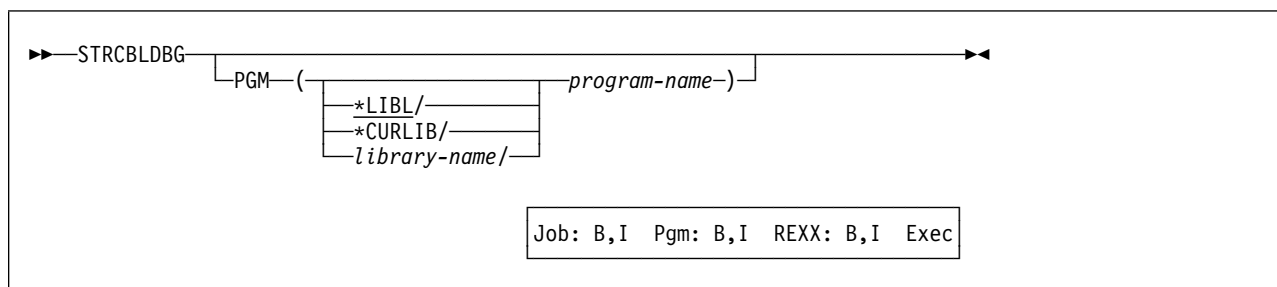 STRCBLDBG
PGM ( program-name )
*LIBL/
*CURLIB/
library-name/
Job: B,I Pgm: B,I REXX: B,I Exec